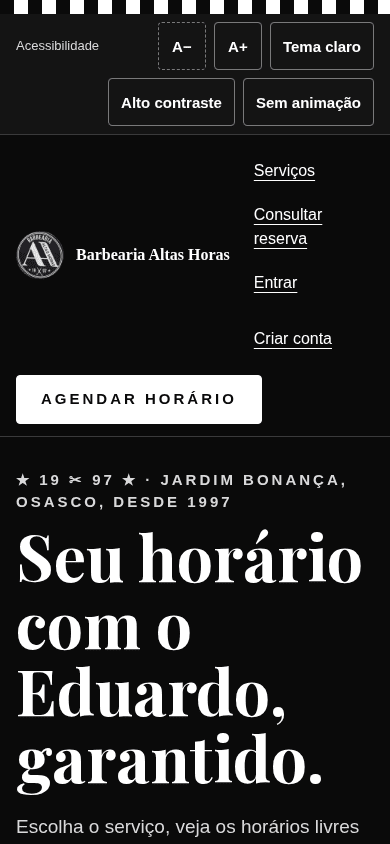 Acessibilidade
A−
A+
Tema claro
Alto contraste
Sem animação
Barbearia Altas Horas
Serviços
Consultar
reserva
Entrar
Criar conta
AGENDAR HORÁRIO
★ 19 ✂ 97 ★ · JARDIM BONANÇA,
OSASCO, DESDE 1997
Seu horário
com o
Eduardo,
garantido.
Escolha o serviço, veja os horários livres